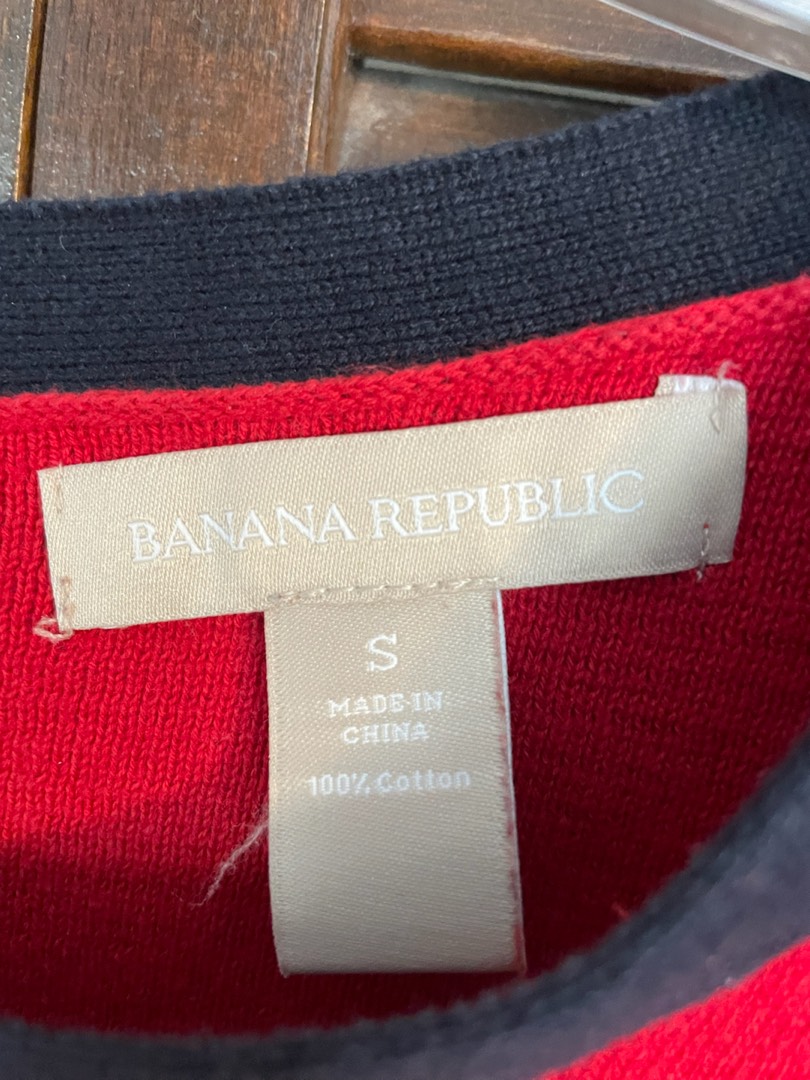 BANANA REPUBLIC
S
MADE IN
CHINA
100% Cotton